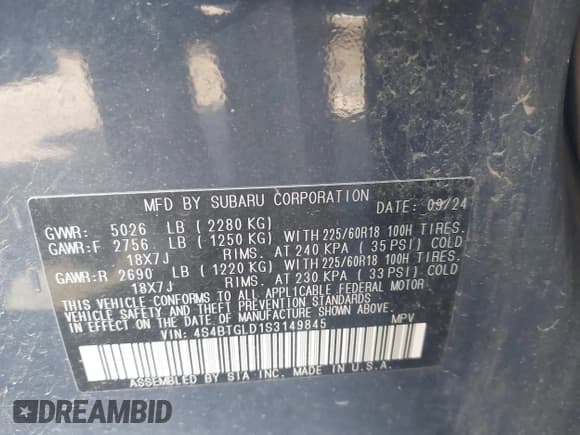 MFD BY SUBARU CORPORATION DATE: 09/24
GVWR: 5026 LB ( 2280 KG)
GAWR:F 2756 LB ( 1250 KG) WITH 225/60R18 100H TIRES.
18X7J RIMS. AT 240 KPA ( 35 PSI) COLD
GAWR:R 2690 LB ( 1220 KG) WITH 225/60R18 100H TIRES.
18X7J RIMS. AT 230 KPA ( 33 PSI) COLD
THIS VEHICLE CONFORMS TO ALL APPLICABLE FEDERAL MOTOR
VEHICLE SAFETY AND THEFT PREVENTION STANDARDS
IN EFFECT ON THE DATE OF MANUFACTURE SHOWN ABOVE.
VIN: 4S4BTGLD1S3149845 MPV
ASSEMBLED BY SIA INC. MADE IN U.S.A.
DREAMBID